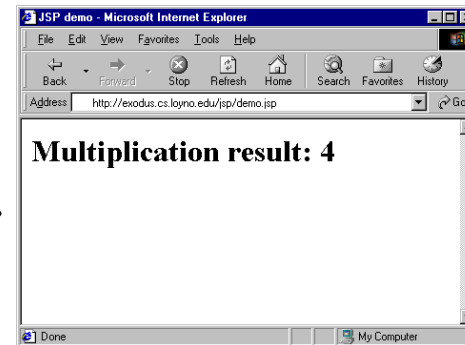 JSP demo - Microsoft Internet Explorer
File Edit View Favorites Tools Help
Back Forward Stop Refresh Home Search Favorites History
Address http://exodus.cs.loyno.edu/jsp/demo.jsp Go
Multiplication result: 4
Done My Computer